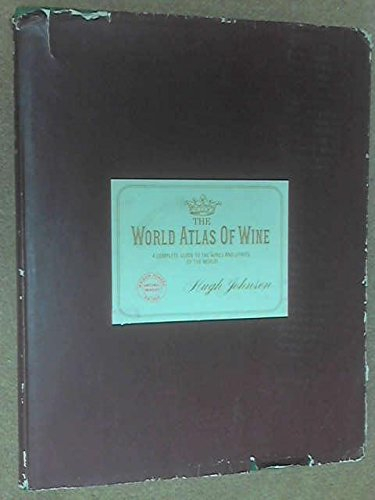 THE
WORLD ATLAS OF WINE
A COMPLETE GUIDE TO THE WINES AND SPIRITS
OF THE WORLD
Hugh Johnson